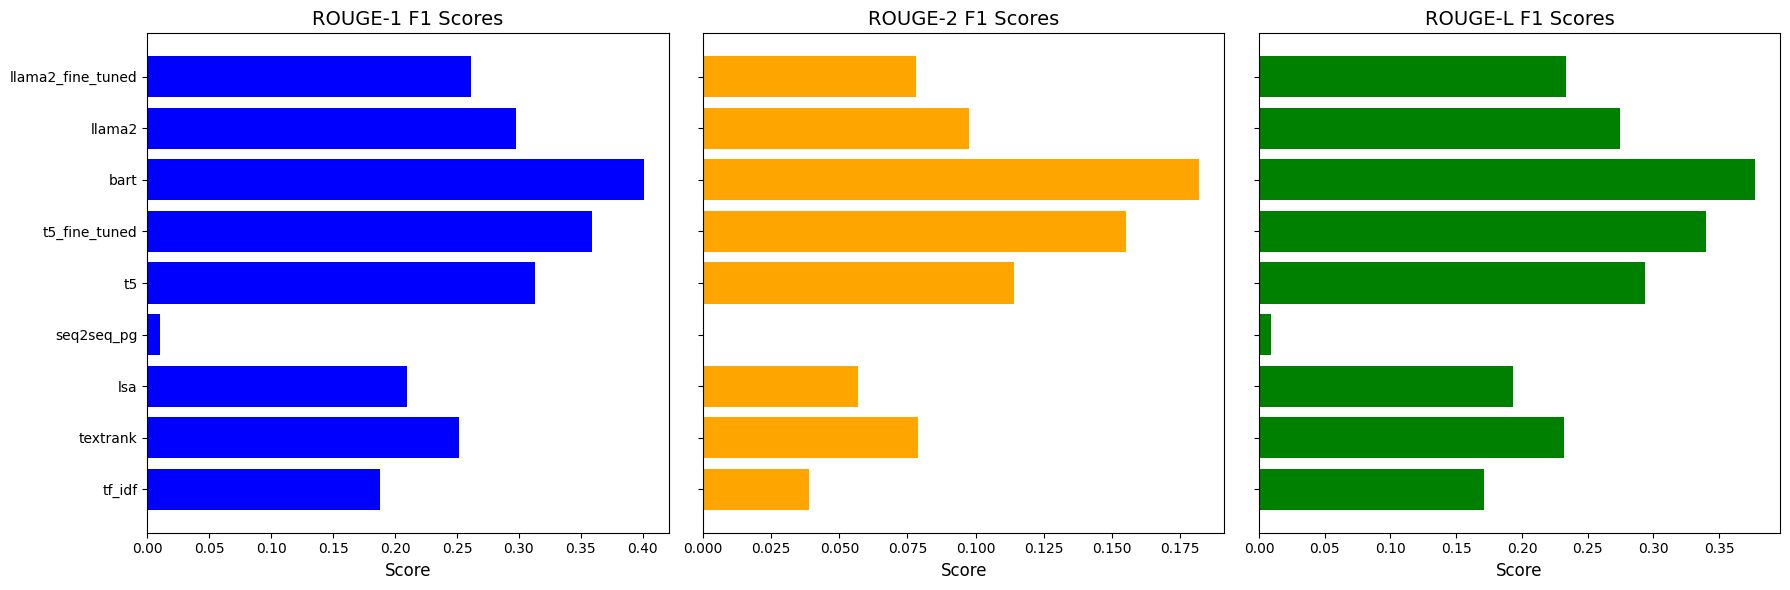 ROUGE-1 F1 Scores
ROUGE-2 F1 Scores
ROUGE-L F1 Scores
llama2_fine_tuned
llama2
bart
t5_fine_tuned
t5
seq2seq_pg
lsa
textrank
tf_idf
0.00 0.05 0.10 0.15 0.20 0.25 0.30 0.35 0.40
0.000 0.025 0.050 0.075 0.100 0.125 0.150 0.175
0.00 0.05 0.10 0.15 0.20 0.25 0.30 0.35
Score
Score
Score